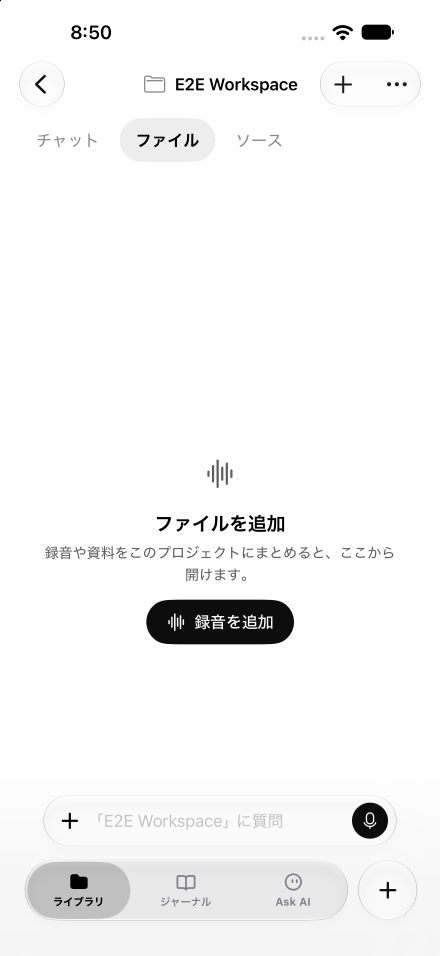 8:50
E2E Workspace
チャット ファイル ソース
ファイルを追加
録音や資料をこのプロジェクトにまとめると、ここから
開けます。
録音を追加
「E2E Workspace」に質問
ライブラリ ジャーナル Ask AI